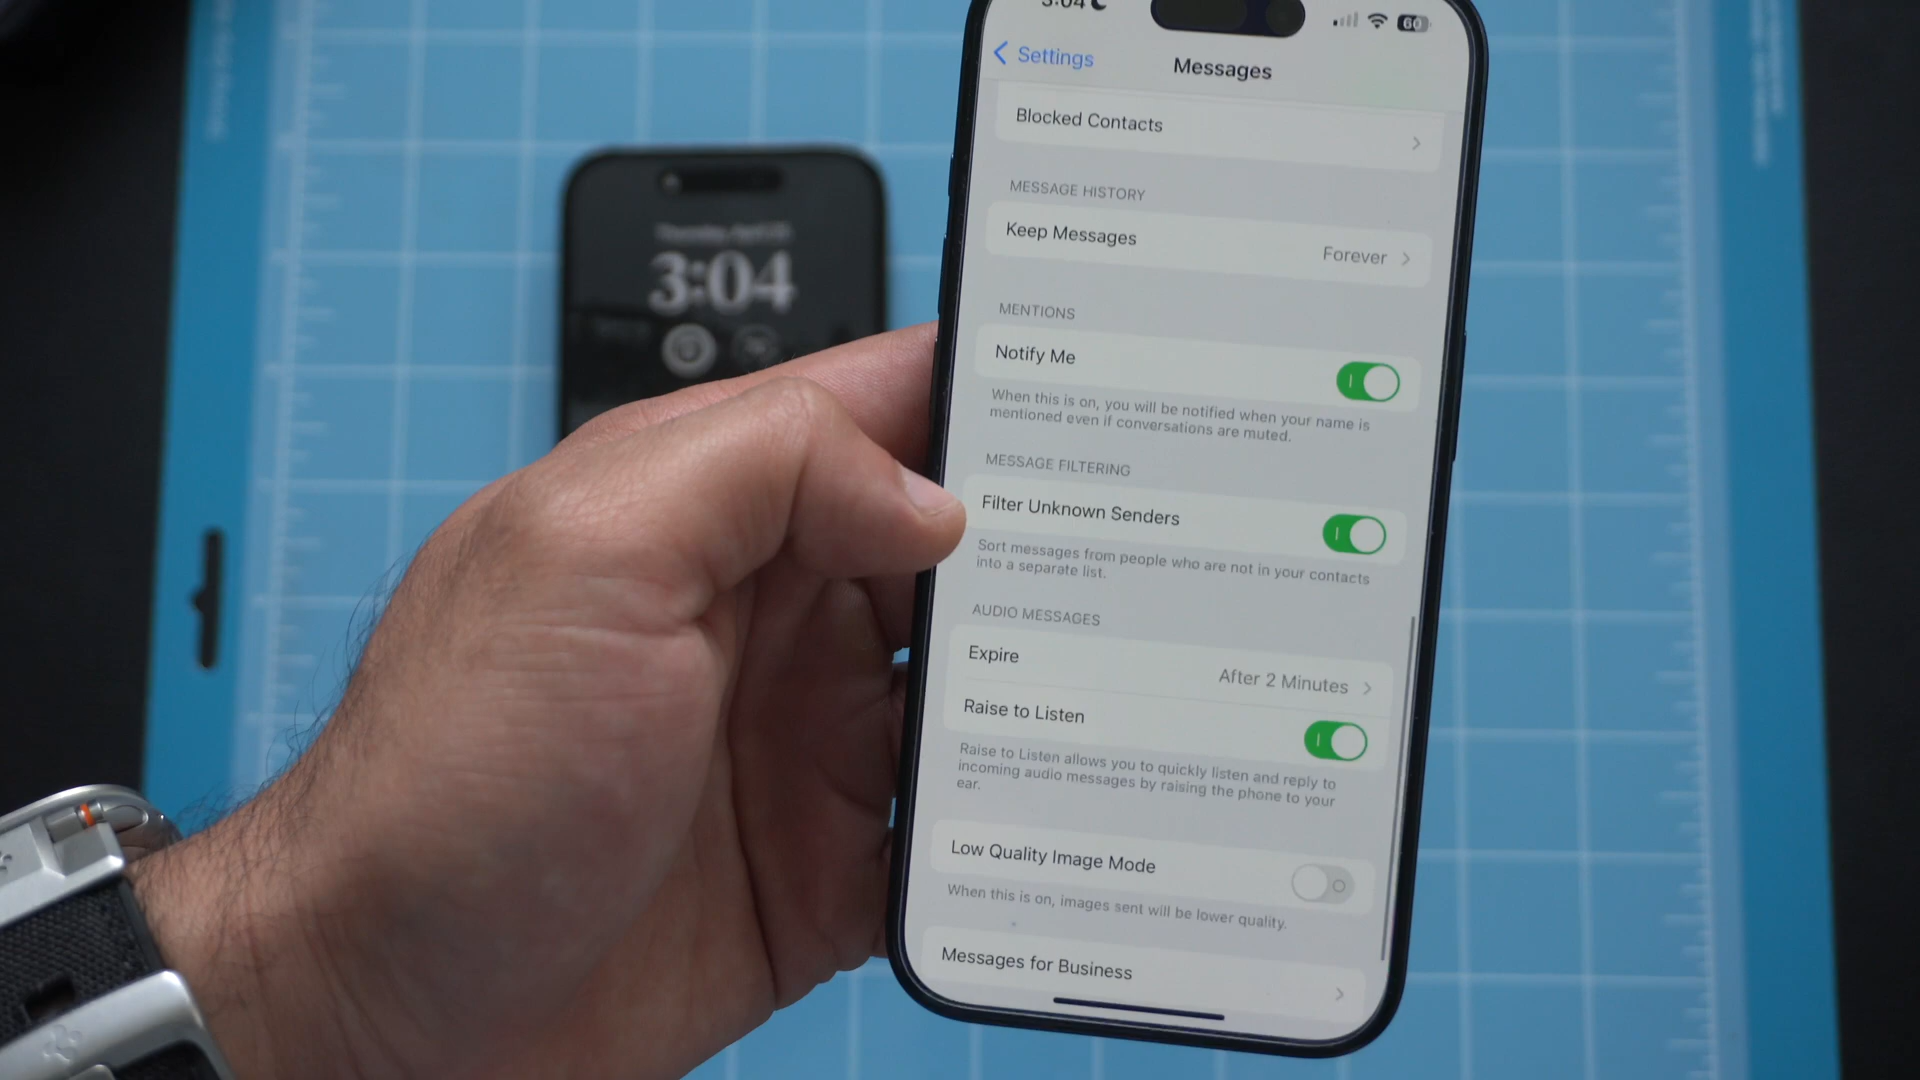 3:04
60
Settings
Messages
Blocked Contacts
MESSAGE HISTORY
Keep Messages
Forever
MENTIONS
Notify Me
When this is on, you will be notified when your name is
mentioned even if conversations are muted.
MESSAGE FILTERING
Filter Unknown Senders
Sort messages from people who are not in your contacts
into a separate list.
AUDIO MESSAGES
Expire
After 2 Minutes
Raise to Listen
Raise to Listen allows you to quickly listen and reply to
incoming audio messages by raising the phone to your
ear.
Low Quality Image Mode
When this is on, images sent will be lower quality.
Messages for Business
3:04